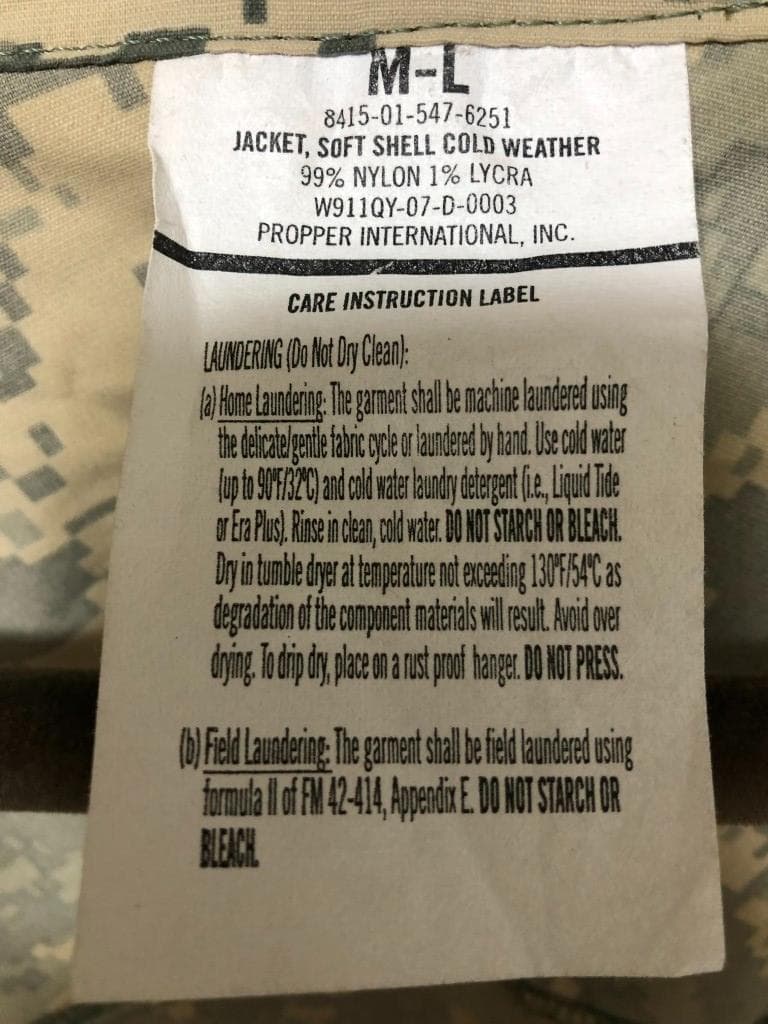 M-L
8415-01-547-6251
JACKET, SOFT SHELL COLD WEATHER
99% NYLON 1% LYCRA
W911QY-07-D-0003
PROPPER INTERNATIONAL, INC.
CARE INSTRUCTION LABEL
LAUNDERING (Do Not Dry Clean):
(a) Home Laundering: The garment shall be machine laundered using
the delicate/gentle fabric cycle or laundered by hand. Use cold water
(up to 90°F/32°C) and cold water laundry detergent (i.e., Liquid Tide
or Era Plus). Rinse in clean, cold water. DO NOT STARCH OR BLEACH.
Dry in tumble dryer at temperature not exceeding 130°F/54°C as
degradation of the component materials will result. Avoid over
drying. To drip dry, place on a rust proof hanger. DO NOT PRESS.
(b) Field Laundering: The garment shall be field laundered using
formula II of FM 42-414, Appendix E. DO NOT STARCH OR
BLEACH.